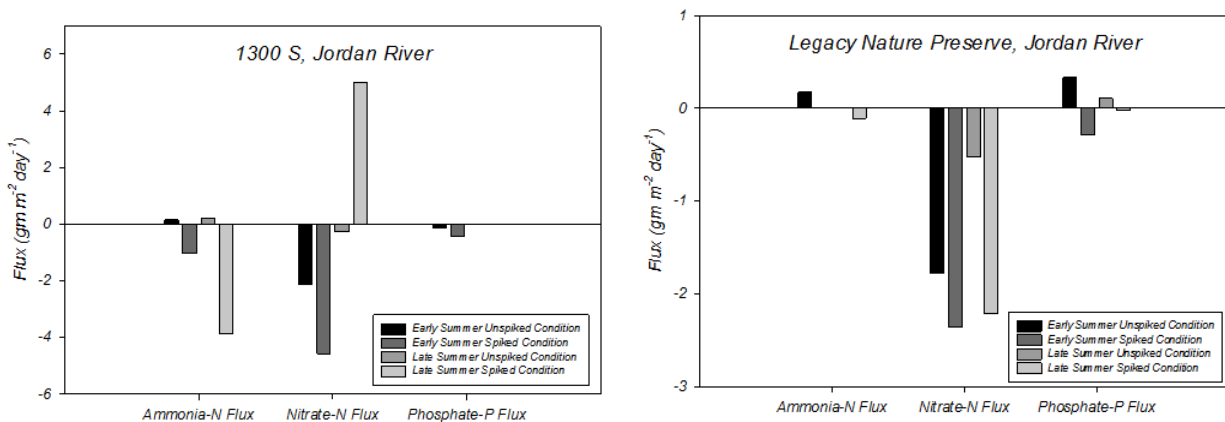 1300 S, Jordan River
Flux (gm m-2 day-1)
6
4
2
0
-2
-4
-6
Early Summer Unspiked Condition
Early Summer Spiked Condition
Late Summer Unspiked Condition
Late Summer Spiked Condition
Ammonia-N Flux Nitrate-N Flux Phosphate-P Flux
Legacy Nature Preserve, Jordan River
Flux (gm m-2 day-1)
1
0
-1
-2
-3
Early Summer Unspiked Condition
Early Summer Spiked Condition
Late Summer Unspiked Condition
Late Summer Spiked Condition
Ammonia-N Flux Nitrate-N Flux Phosphate-P Flux